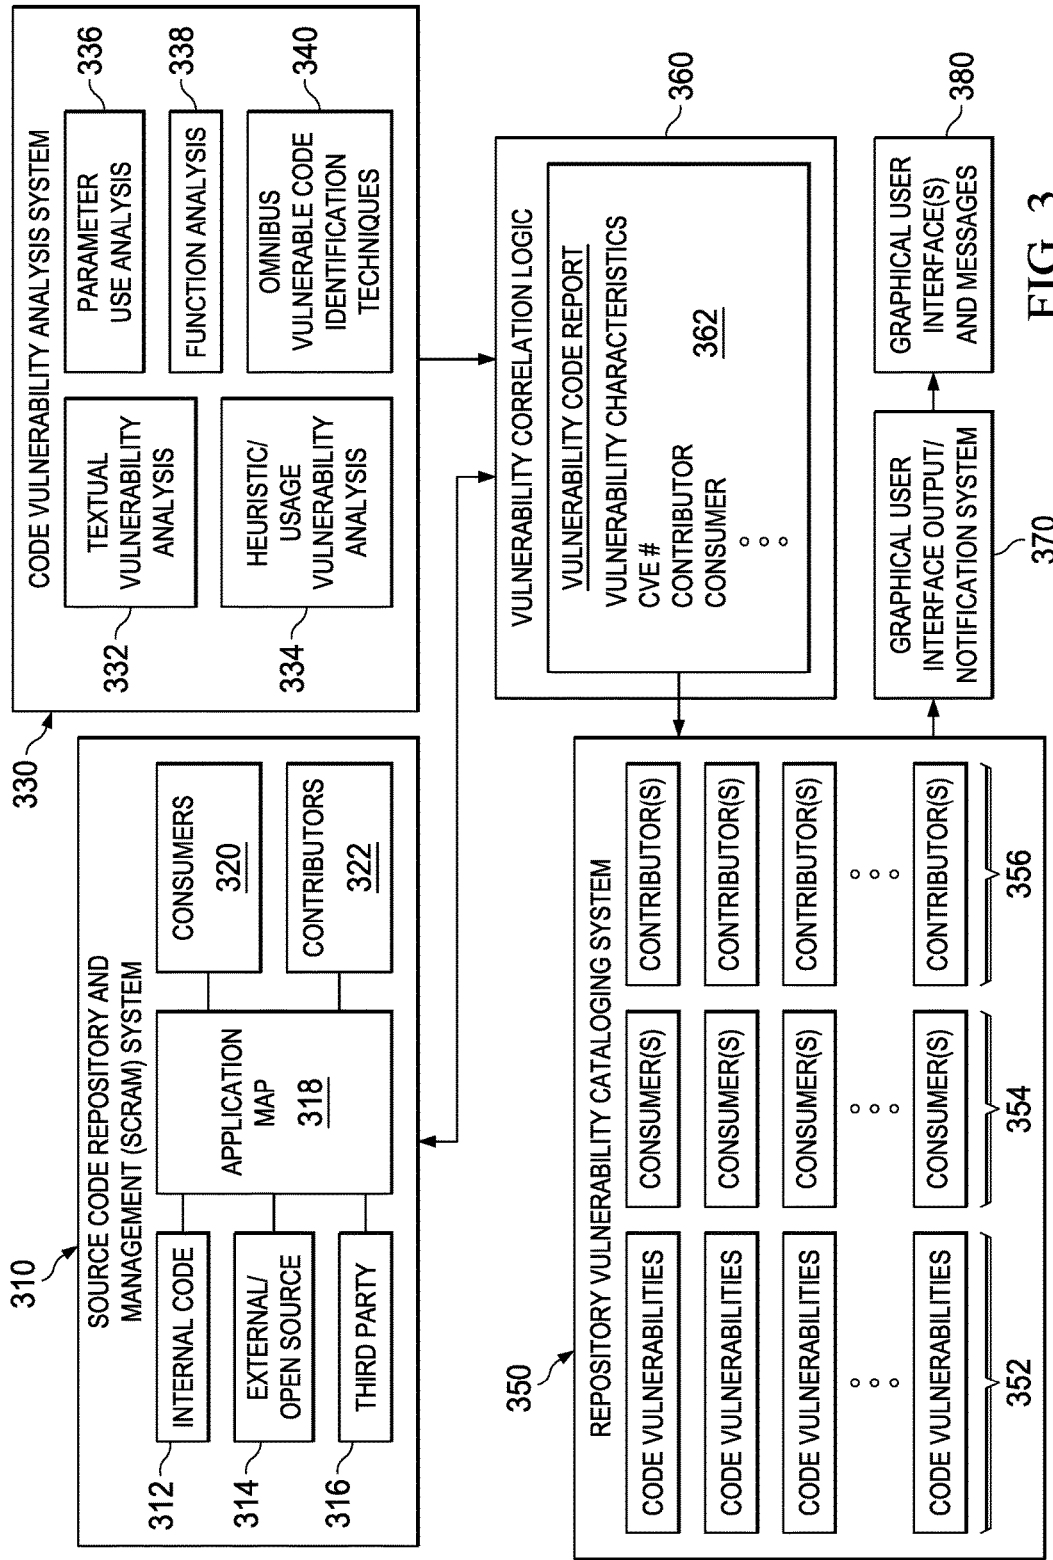 310
SOURCE CODE REPOSITORY AND
MANAGEMENT (SCRAM) SYSTEM
312
INTERNAL CODE
314
EXTERNAL/
OPEN SOURCE
316
THIRD PARTY
APPLICATION
MAP
318
CONSUMERS
320
CONTRIBUTORS
322
330
CODE VULNERABILITY ANALYSIS SYSTEM
TEXTUAL
VULNERABILITY
ANALYSIS
332
HEURISTIC/
USAGE
VULNERABILITY
ANALYSIS
334
PARAMETER
USE ANALYSIS
336
FUNCTION ANALYSIS
338
OMNIBUS
VULNERABLE CODE
IDENTIFICATION
TECHNIQUES
340
350
REPOSITORY VULNERABILITY CATALOGING SYSTEM
CODE VULNERABILITIES
CONSUMER(S)
CONTRIBUTOR(S)
CODE VULNERABILITIES
CONSUMER(S)
CONTRIBUTOR(S)
CODE VULNERABILITIES
CONSUMER(S)
CONTRIBUTOR(S)
CODE VULNERABILITIES
CONSUMER(S)
CONTRIBUTOR(S)
352
354
356
VULNERABILITY CORRELATION LOGIC
360
VULNERABILITY CODE REPORT
VULNERABILITY CHARACTERISTICS
CVE #
CONTRIBUTOR
CONSUMER
362
GRAPHICAL USER
INTERFACE OUTPUT/
NOTIFICATION SYSTEM
370
GRAPHICAL USER
INTERFACE(S)
AND MESSAGES
380
FIG. 3